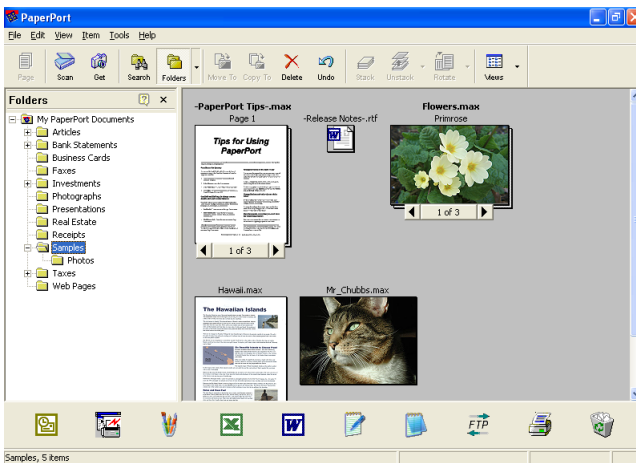 PaperPort
File Edit View Item Tools Help
Page Scan Get Search Folders Move To Copy To Delete Undo Stack Unstack Rotate Views
Folders
My PaperPort Documents
Articles
Bank Statements
Business Cards
Faxes
Investments
Photographs
Presentations
Real Estate
Receipts
Samples
Photos
Taxes
Web Pages
-PaperPort Tips-.max
Page 1
Tips for Using
PaperPort
1 of 3
-Release Notes-.rtf
Flowers.max
Primrose
1 of 3
Hawaii.max
The Hawaiian Islands
Mr_Chubbs.max
FTP
Samples, 5 items